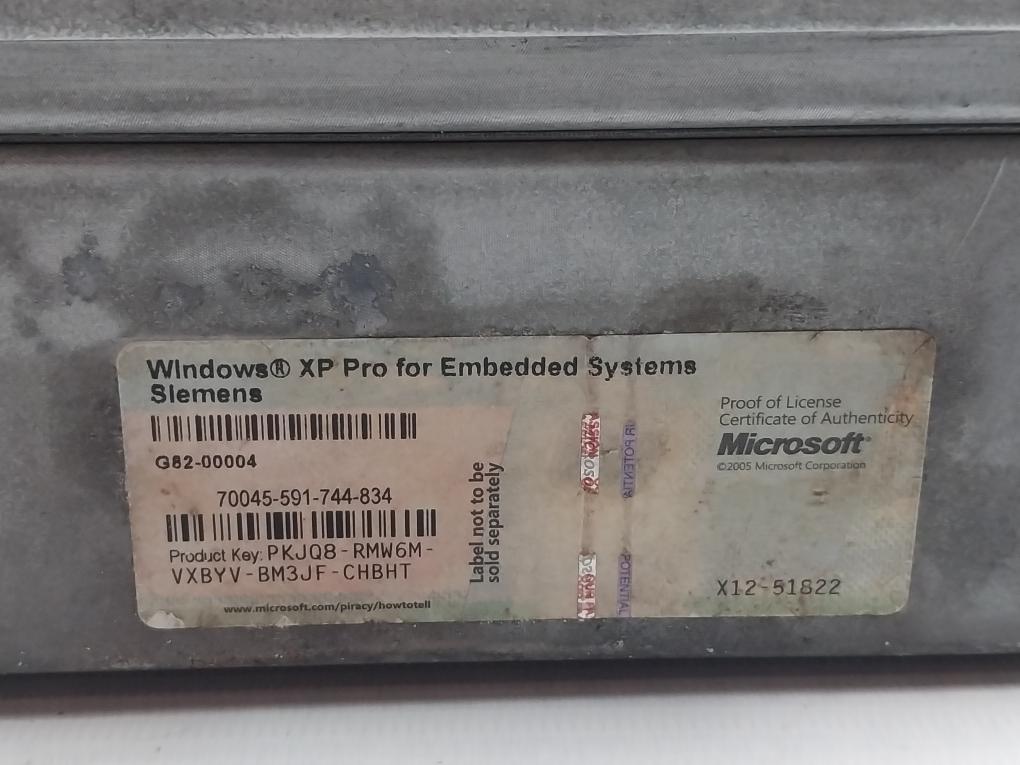 Windows® XP Pro for Embedded Systems
Siemens
G82-00004
70045-591-744-834
Product Key: PKJQ8-RMW6M-
VXBYV-BM3JF-CHBHT
www.microsoft.com/piracy/howtotell
Label not to be
sold separately
POTENTIAL
Proof of License
Certificate of Authenticity
Microsoft®
©2005 Microsoft Corporation
X12-51822